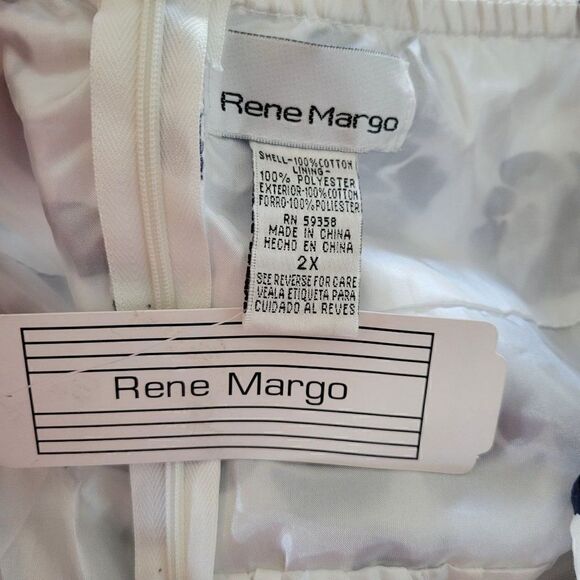 Rene Margo
SHELL-100%COTTON
LINING-
100% POLYESTER
EXTERIOR-100%COTTON
FORRO-100%POLIESTER
RN 59358
MADE IN CHINA
HECHO EN CHINA
2X
SEE REVERSE FOR CARE
VEALA ETIQUETA PARA
CUIDADO AL REVES
Rene Margo